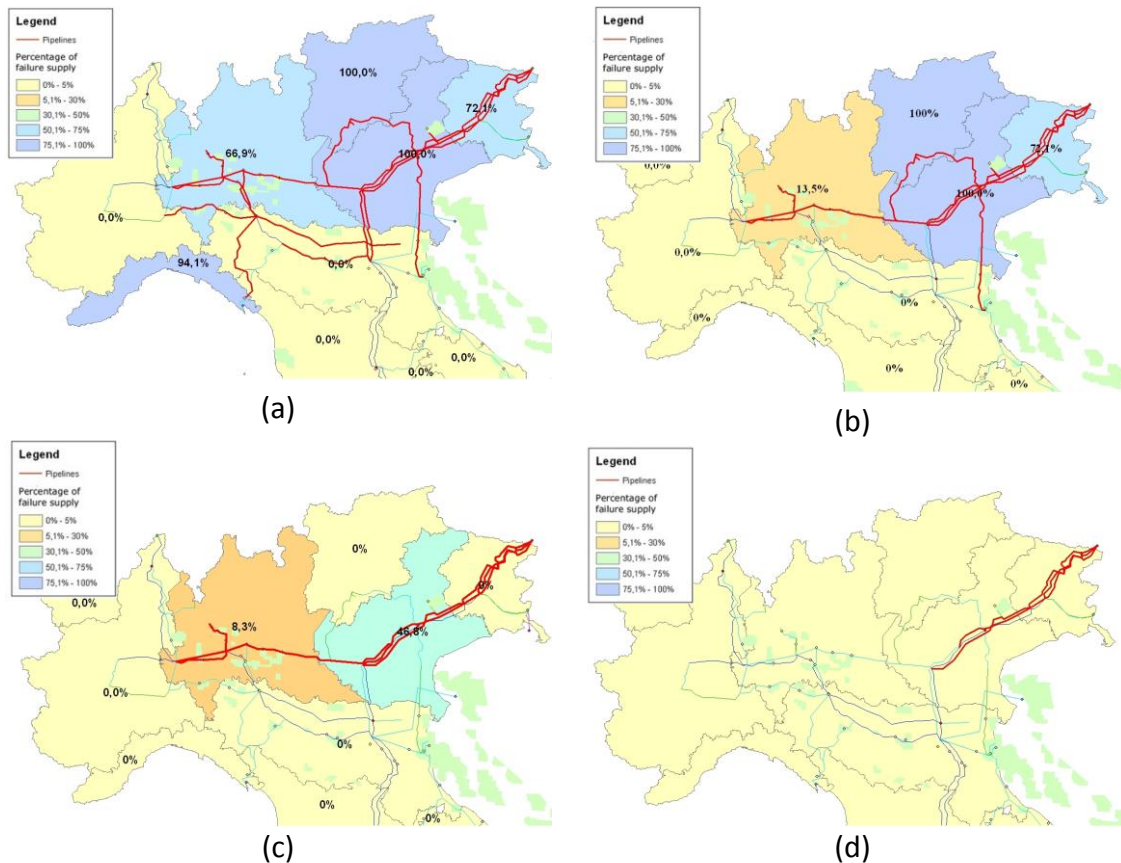 Legend
Pipelines
Percentage of
failure supply
0% - 5%
5,1% - 30%
30,1% - 50%
50,1% - 75%
75,1% - 100%
100,0%
72,1%
66,9%
100,0%
0,0%
94,1%
0,0%
0,0%
0,0%
0,0%
(a)
Legend
Pipelines
Percentage of
failure supply
0% - 5%
5,1% - 30%
30,1% - 50%
50,1% - 75%
75,1% - 100%
100%
72,1%
0,0%
13,5%
100,0%
0,0%
0%
0%
0%
0%
(b)
Legend
Pipelines
Percentage of
failure supply
0% - 5%
5,1% - 30%
30,1% - 50%
50,1% - 75%
75,1% - 100%
0%
0%
0,0%
8,3%
46,8%
0,0%
0%
0%
0%
0%
(c)
Legend
Pipelines
Percentage of
failure supply
0% - 5%
5,1% - 30%
30,1% - 50%
50,1% - 75%
75,1% - 100%
(d)